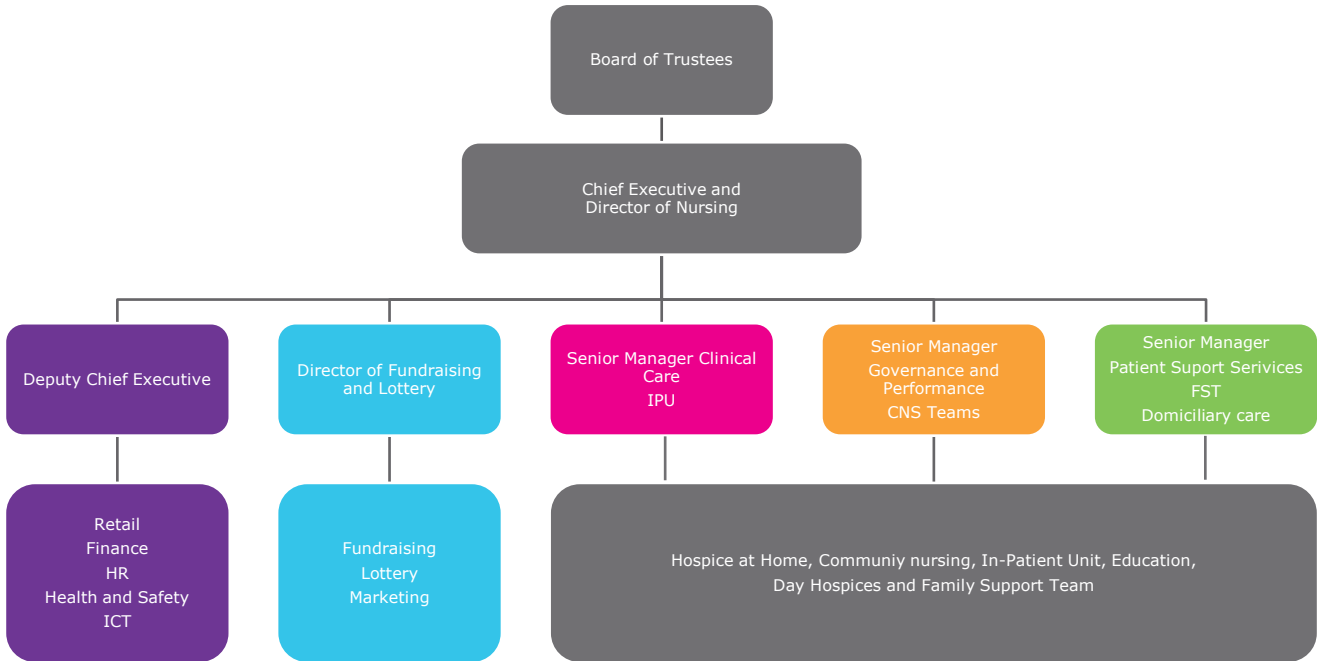 Board of Trustees
Chief Executive and
Director of Nursing
Deputy Chief Executive
Director of Fundraising
and Lottery
Senior Manager Clinical
Care
IPU
Senior Manager
Governance and
Performance
CNS Teams
Senior Manager
Patient Suport Serivices
FST
Domiciliary care
Retail
Finance
HR
Health and Safety
ICT
Fundraising
Lottery
Marketing
Hospice at Home, Communiy nursing, In-Patient Unit, Education,
Day Hospices and Family Support Team